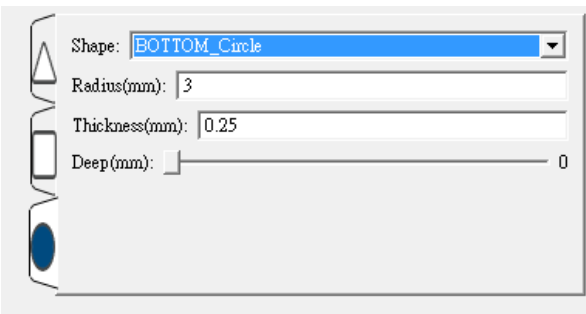 Shape: BOTTOM_Circle
Radius(mm): 3
Thickness(mm): 0.25
Deep(mm): 0